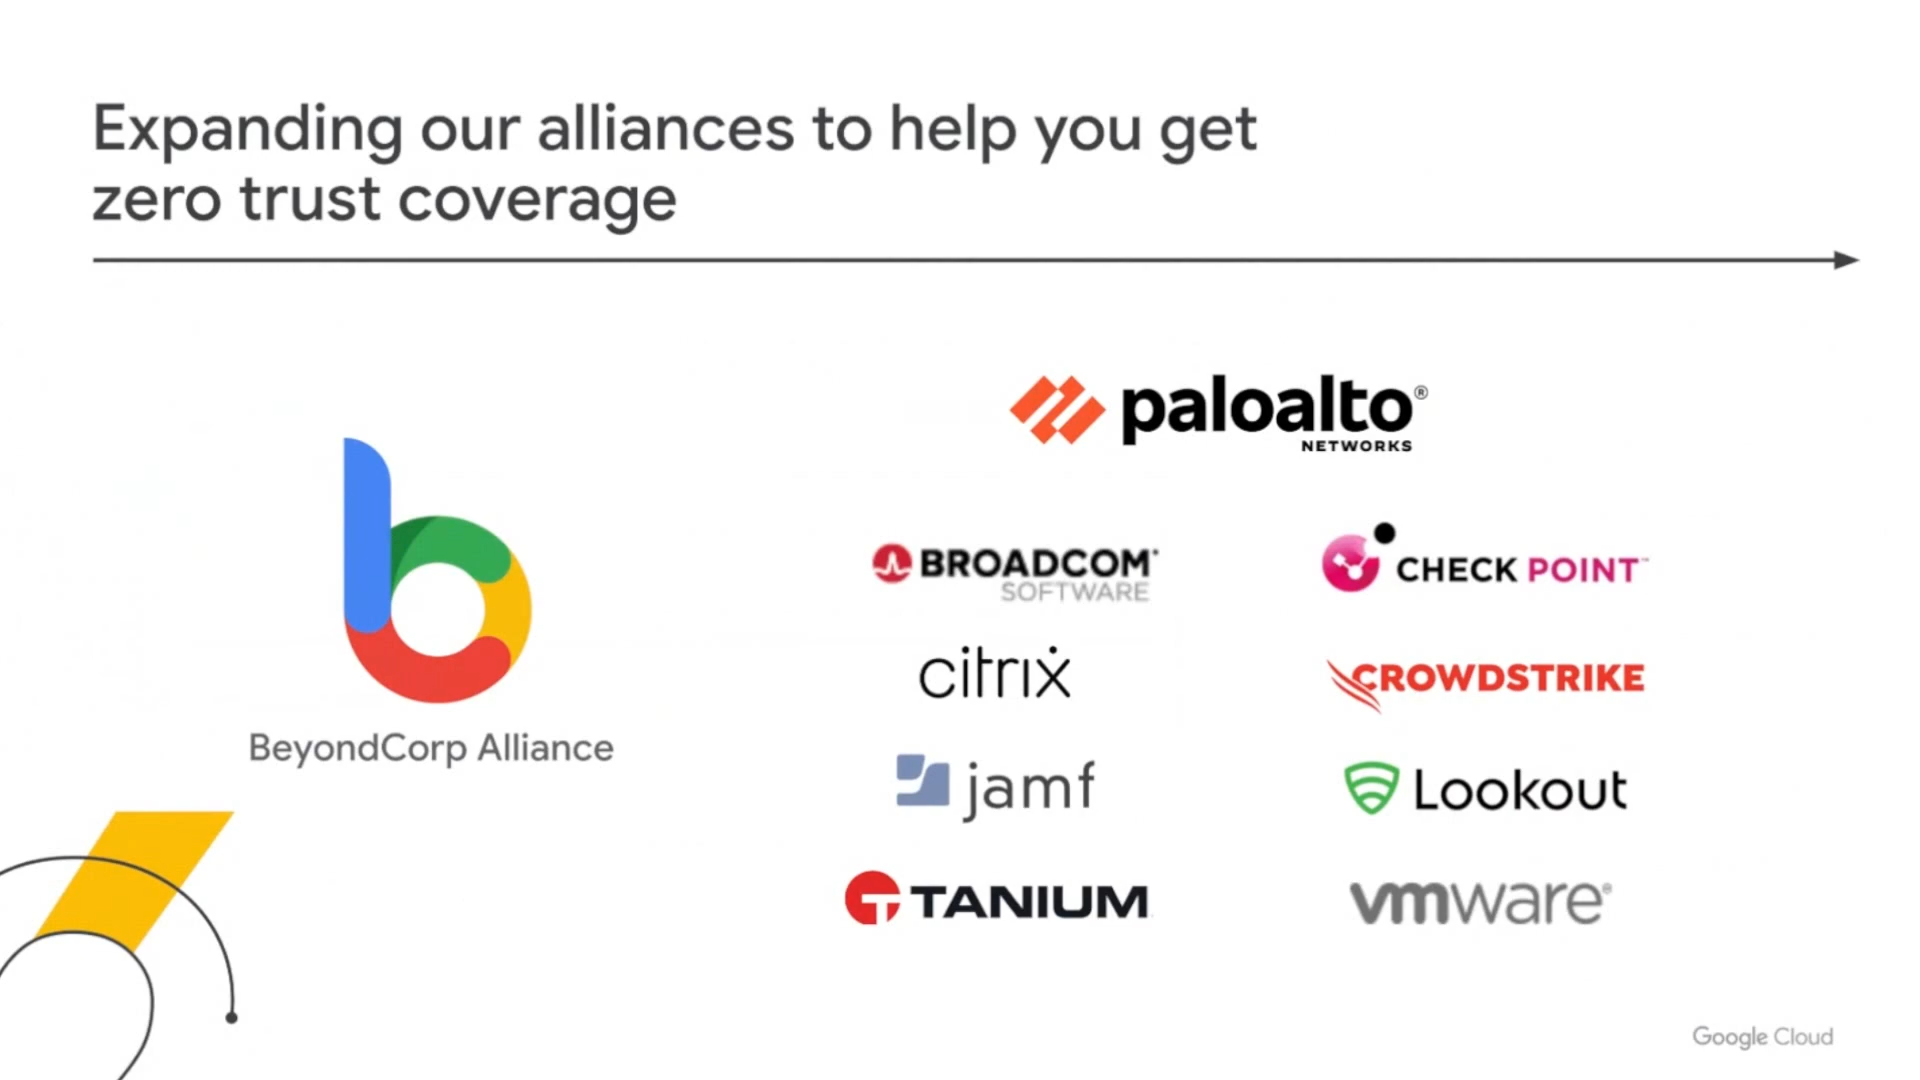 Expanding our alliances to help you get
zero trust coverage
BeyondCorp Alliance
paloalto®
NETWORKS
BROADCOM®
SOFTWARE
CHECK POINT™
citrix
CROWDSTRIKE
jamf
Lookout
TANIUM
vmware®
Google Cloud